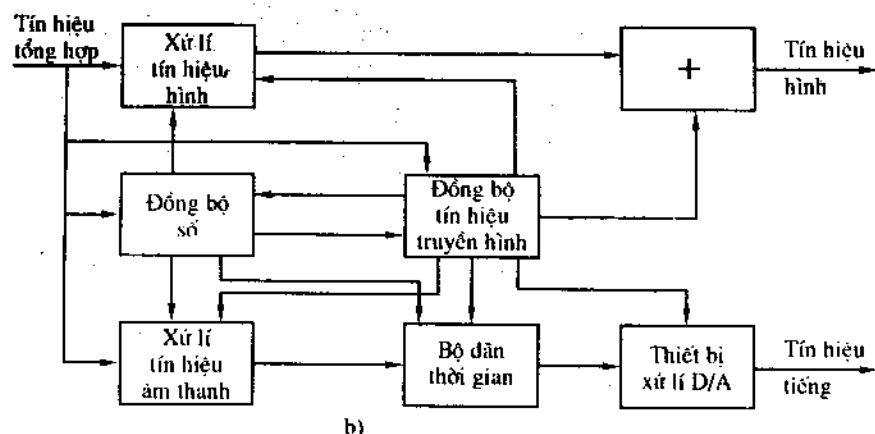 Tín hiệu
tổng hợp
Xử lí
tín hiệu
hình
+
Tín hiệu
hình
Đồng bộ
số
Đồng bộ
tín hiệu
truyền hình
Xử lí
tín hiệu
âm thanh
Bộ dãn
thời gian
Thiết bị
xử lí D/A
Tín hiệu
tiếng
b)